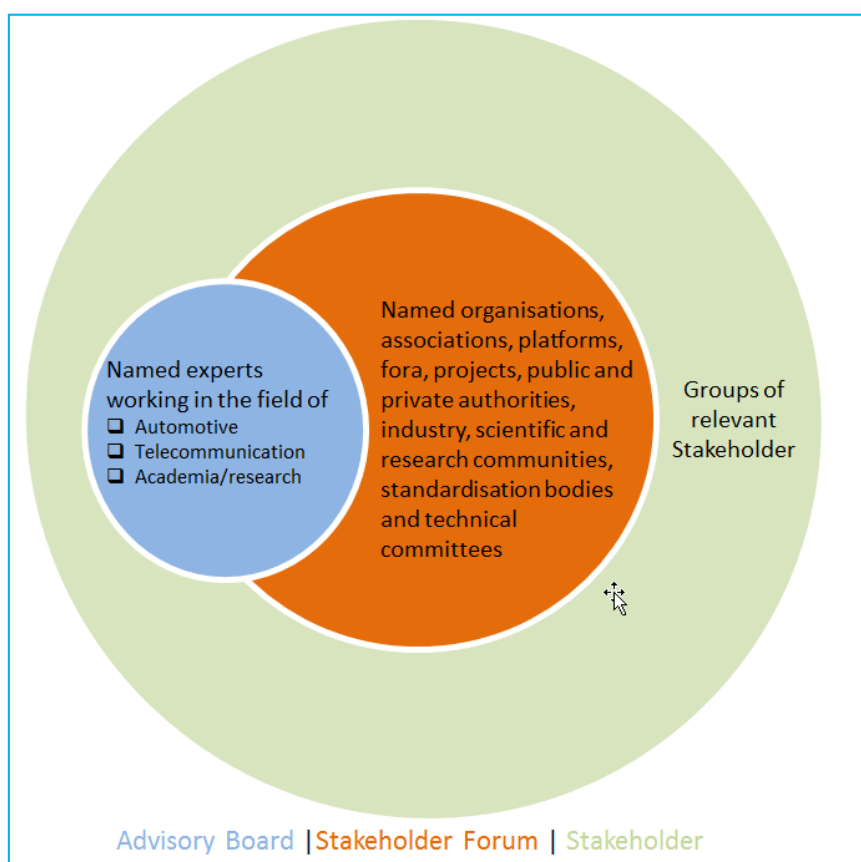 Named experts
working in the field of
❑ Automotive
❑ Telecommunication
❑ Academia/research
Named organisations,
associations, platforms,
fora, projects, public and
private authorities,
industry, scientific and
research communities,
standardisation bodies
and technical
committees
Groups of
relevant
Stakeholder
Advisory Board |Stakeholder Forum | Stakeholder